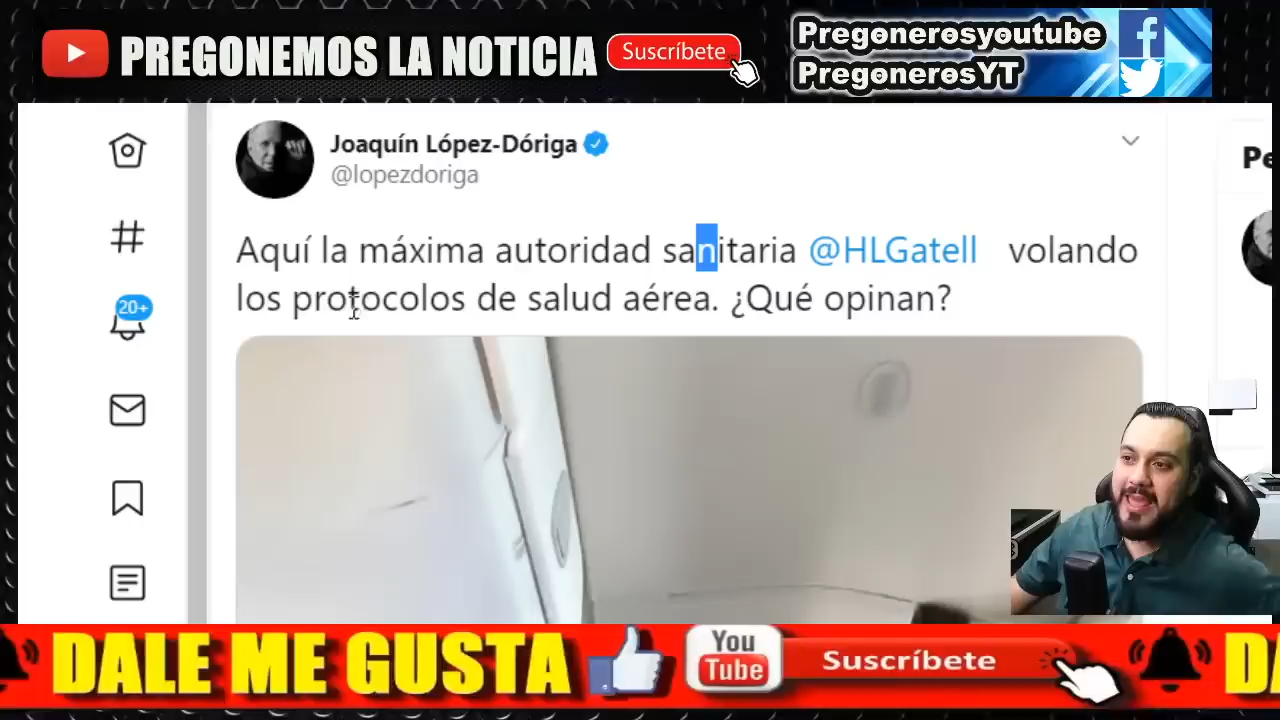 PREGONEMOS LA NOTICIA
Suscríbete
Pregonerosyoutube
PregonerosYT
Joaquín López-Dóriga
@lopezdoriga
Pe
Aquí la máxima autoridad sanitaria @HLGatell volando
los protocolos de salud aérea. ¿Qué opinan?
20+
DALE ME GUSTA
You
Tube
Suscríbete
D